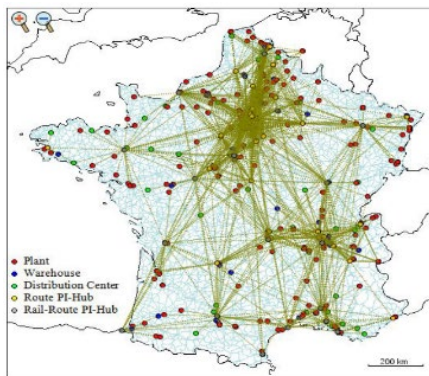 Plant
Warehouse
Distribution Center
Route PI-Hub
Rail-Route PI-Hub
200 km